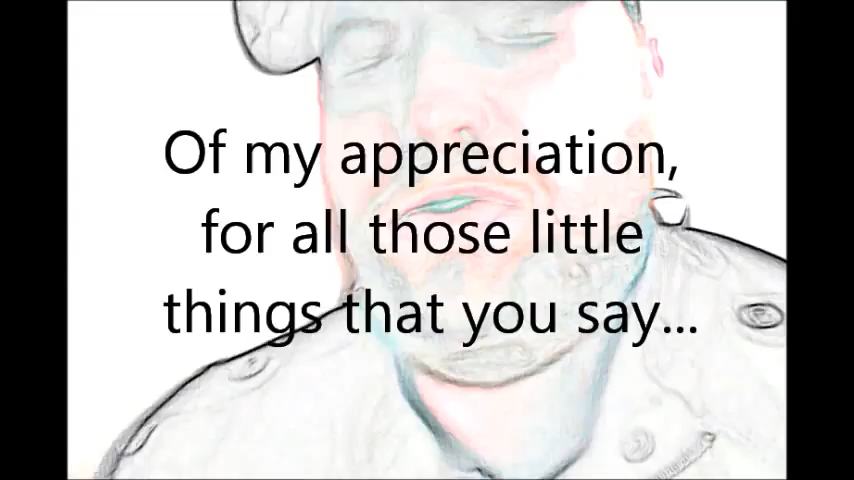 Of my appreciation,
for all those little
things that you say...